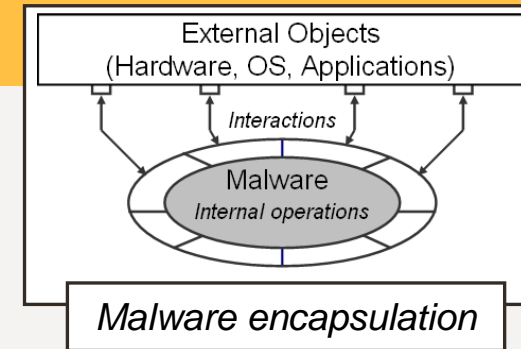 External Objects
(Hardware, OS, Applications)
Interactions
Malware
Internal operations
Malware encapsulation